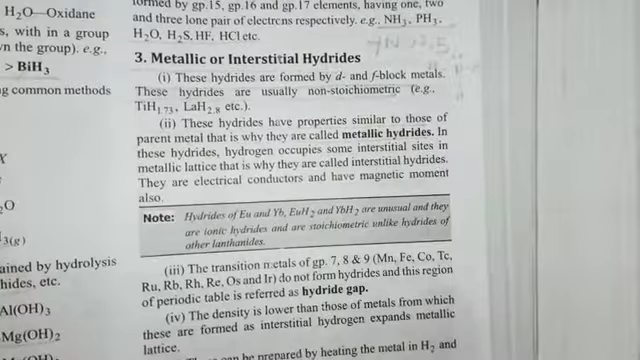 H₂O—Oxidane
s, with in a group
n the group). e.g.,
> BiH₃
g common methods
X
O
3(g)
ained by hydrolysis
hides, etc.
Al(OH)₃
Mg(OH)₂
formed by gp.15, gp.16 and gp.17 elements, having one, two
and three lone pair of electrons respectively. e.g., NH₃, PH₃,
H₂O, H₂S, HF, HCl etc.
3. Metallic or Interstitial Hydrides
(i) These hydrides are formed by d- and f-block metals.
These hydrides are usually non-stoichiometric (e.g.,
TiH₁.₇₃, LaH₂.₈ etc.).
(ii) These hydrides have properties similar to those of
parent metal that is why they are called metallic hydrides. In
these hydrides, hydrogen occupies some interstitial sites in
metallic lattice that is why they are called interstitial hydrides.
They are electrical conductors and have magnetic moment
also.
Note: Hydrides of Eu and Yb, EuH₂ and YbH₂ are unusual and they
are ionic hydrides and are stoichiometric unlike hydrides of
other lanthanides.
(iii) The transition metals of gp. 7, 8 & 9 (Mn, Fe, Co, Tc,
Ru, Rb, Rh, Re, Os and Ir) do not form hydrides and this region
of periodic table is referred as hydride gap.
(iv) The density is lower than those of metals from which
these are formed as interstitial hydrogen expands metallic
lattice.
can be prepared by heating the metal in H₂ and